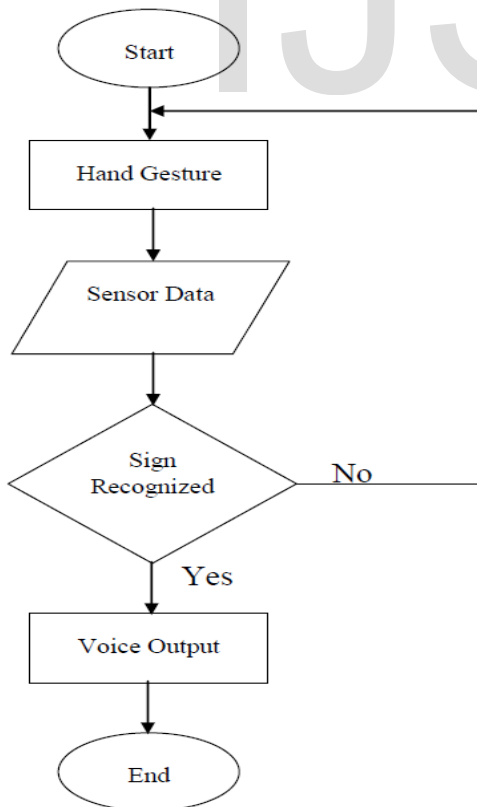 Start
Hand Gesture
Sensor Data
Sign
Recognized
No
Yes
Voice Output
End